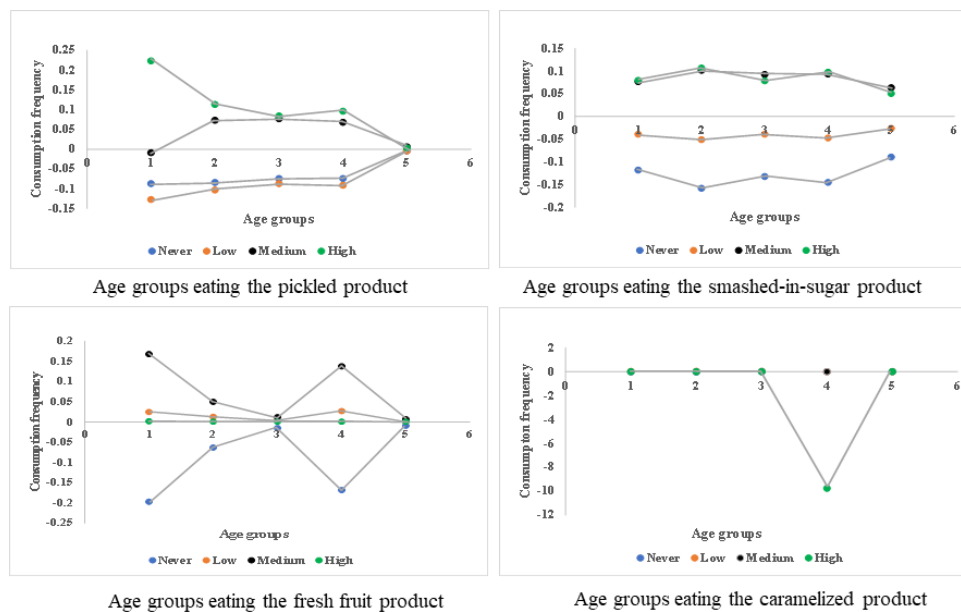 Consumption frequency
0.25
0.2
0.15
0.1
0.05
0
-0.05
-0.1
-0.15
0 1 2 3 4 5 6
Age groups
Never Low Medium High
Age groups eating the pickled product
Consumption frequency
0.15
0.1
0.05
0
-0.05
-0.1
-0.15
-0.2
0 1 2 3 4 5 6
Age groups
Never Low Medium High
Age groups eating the smashed-in-sugar product
Consumption frequency
0.2
0.15
0.1
0.05
0
-0.05
-0.1
-0.15
-0.2
-0.25
0 1 2 3 4 5 6
Age groups
Never Low Medium High
Age groups eating the fresh fruit product
Consumpton frequency
2
0
-2
-4
-6
-8
-10
-12
0 1 2 3 4 5 6
Age groups
Never Low Medium High
Age groups eating the caramelized product